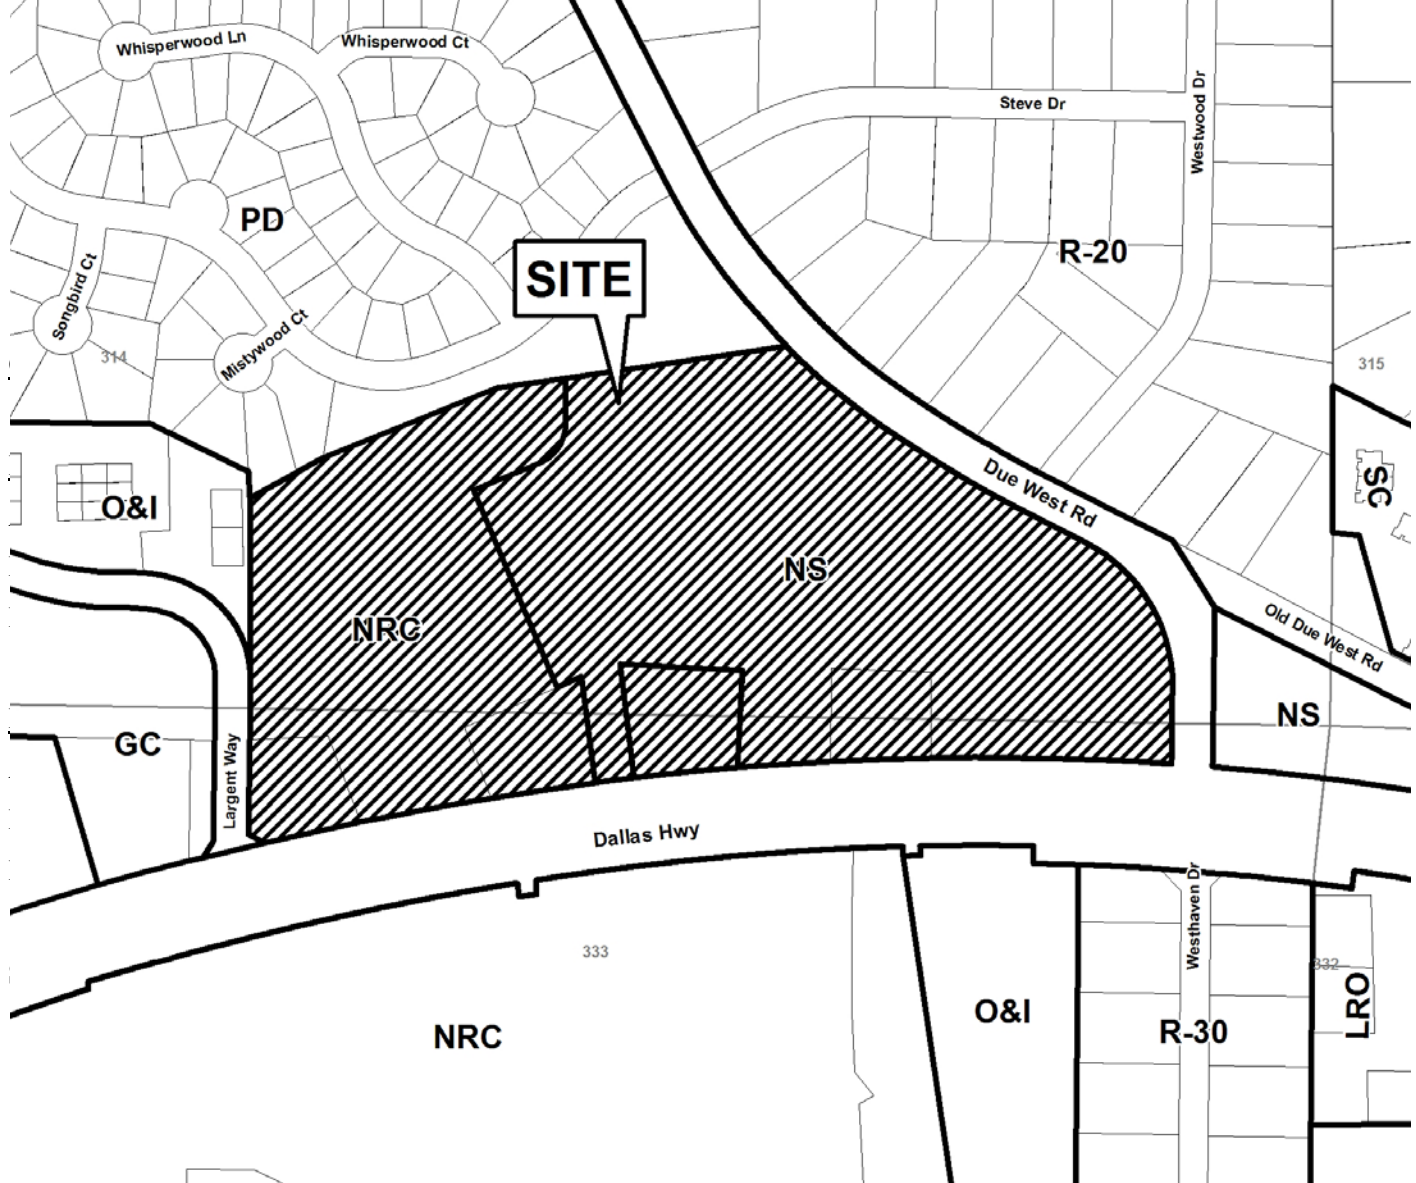 Whisperwood Ln
Whisperwood Ct
Steve Dr
Westwood Dr
PD
R-20
SITE
Songbird Ct
Mistywood Ct
314
315
SC
O&I
Due West Rd
NS
NRC
Old Due West Rd
NS
GC
Largent Way
Dallas Hwy
Westhaven Dr
333
332
O&I
LRO
NRC
R-30